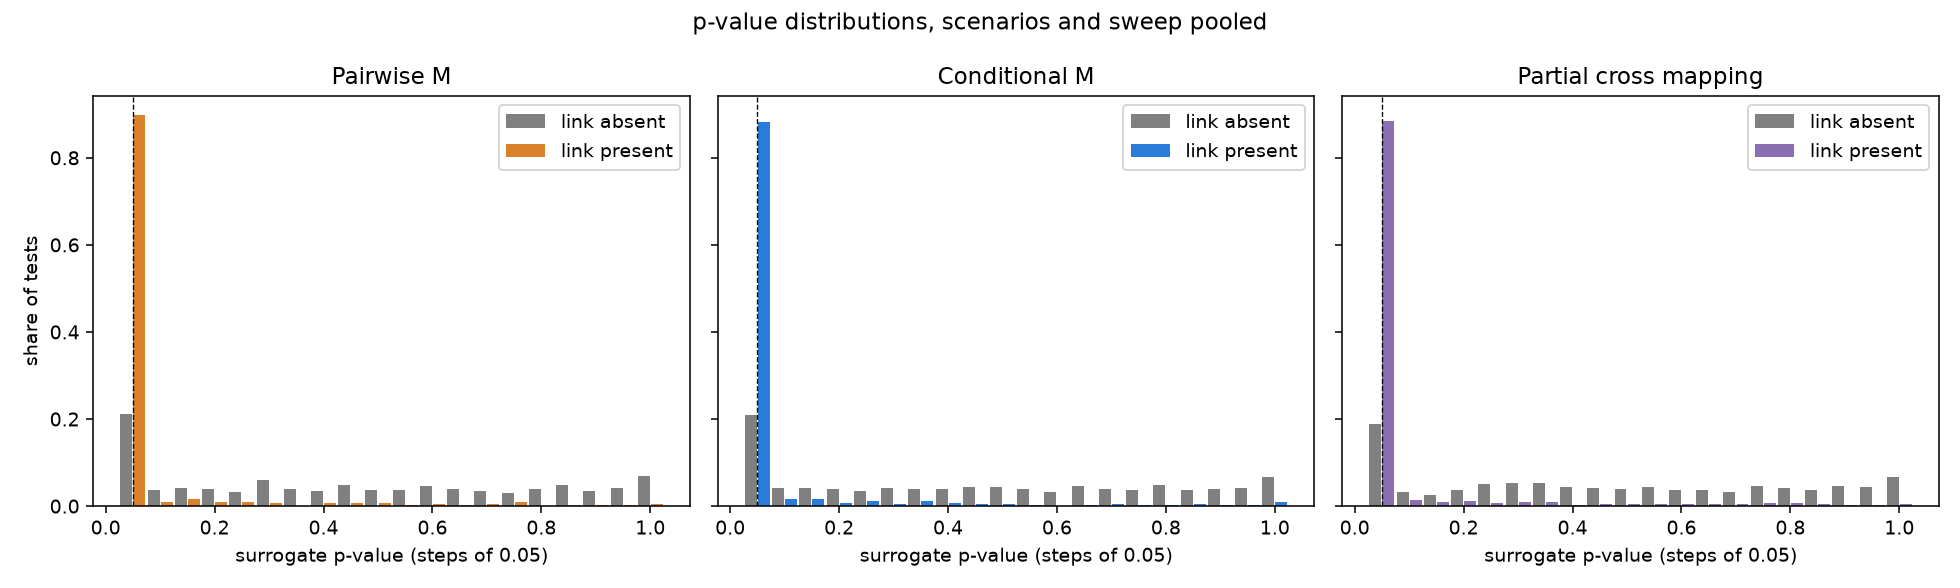 p-value distributions, scenarios and sweep pooled
Pairwise M
Conditional M
Partial cross mapping
link absent
link present
link absent
link present
link absent
link present
share of tests
0.8
0.6
0.4
0.2
0.0
0.0 0.2 0.4 0.6 0.8 1.0
0.0 0.2 0.4 0.6 0.8 1.0
0.0 0.2 0.4 0.6 0.8 1.0
surrogate p-value (steps of 0.05)
surrogate p-value (steps of 0.05)
surrogate p-value (steps of 0.05)